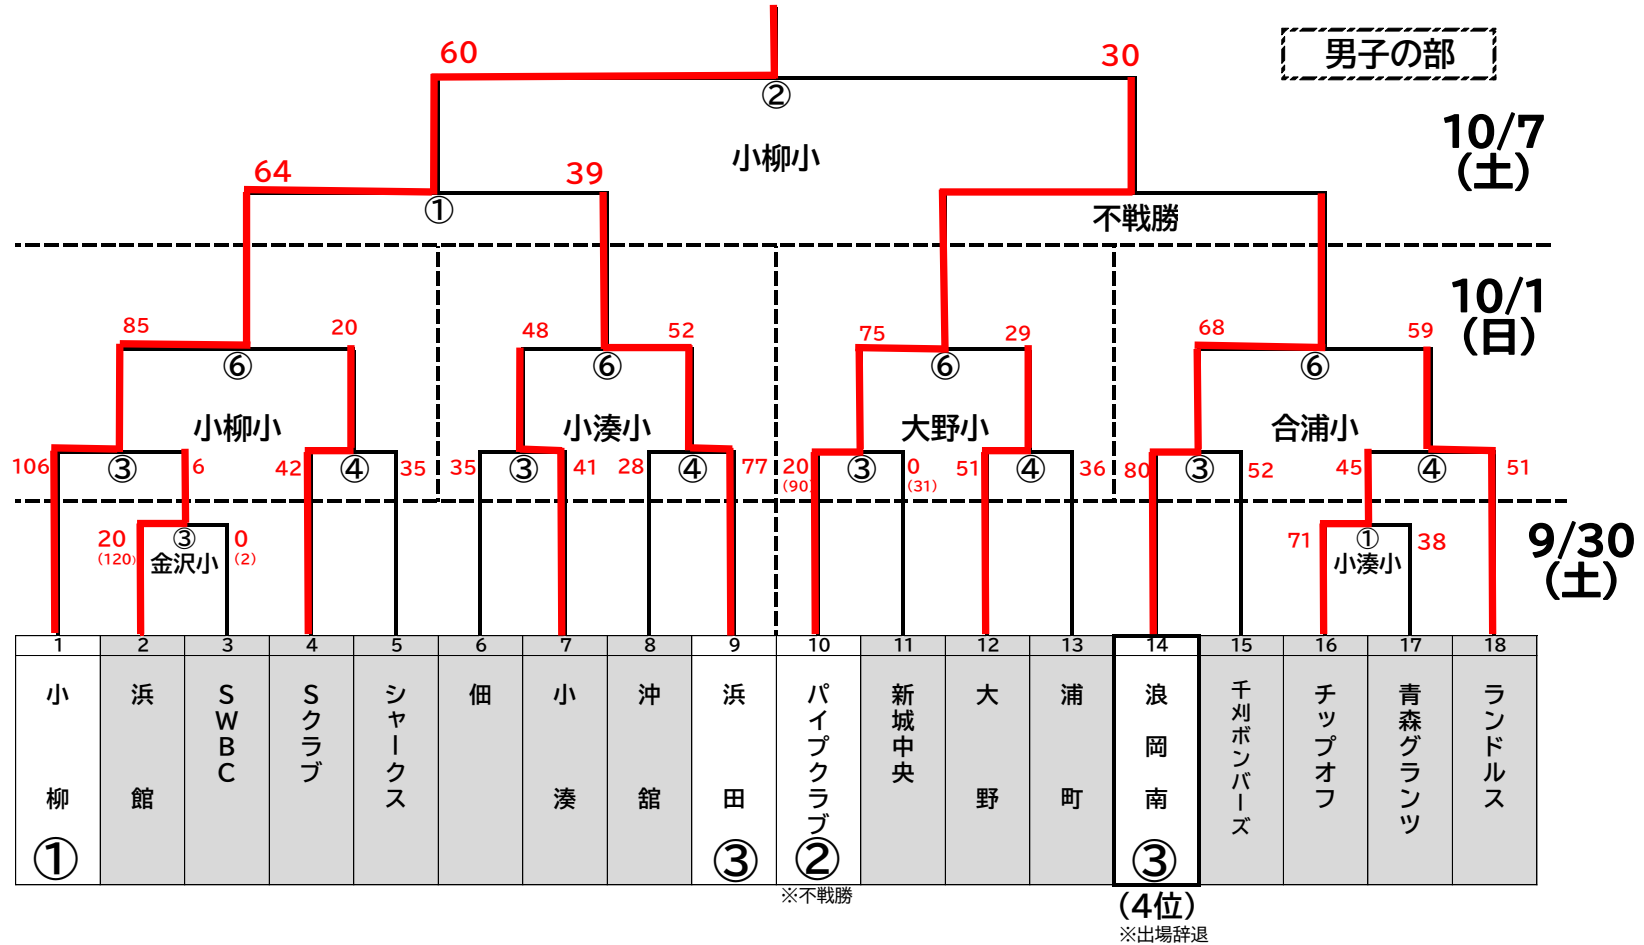 男子の部
60
30
②
10/7
(土)
小柳小
64
39
①
不戦勝
10/1
(日)
85
20
48
52
75
29
68
59
⑥
⑥
⑥
⑥
小柳小
小湊小
大野小
合浦小
106
③
6
42
④
35
35
③
41
28
④
77
20
(90)
③
0
(31)
51
④
36
80
③
52
45
④
51
9/30
(土)
20
(120)
③
金沢小
0
(2)
71
①
小湊小
38
1
2
3
4
5
6
7
8
9
10
11
12
13
14
15
16
17
18
小柳
浜館
SWBC
Sクラブ
シャークス
佃
小湊
沖舘
浜田
パイプクラブ
新城中央
大野
浦町
浪岡南
千刈ボンバーズ
チップオフ
青森グランツ
ランドルス
①
③
②
③
※不戦勝
(4位)
※出場辞退